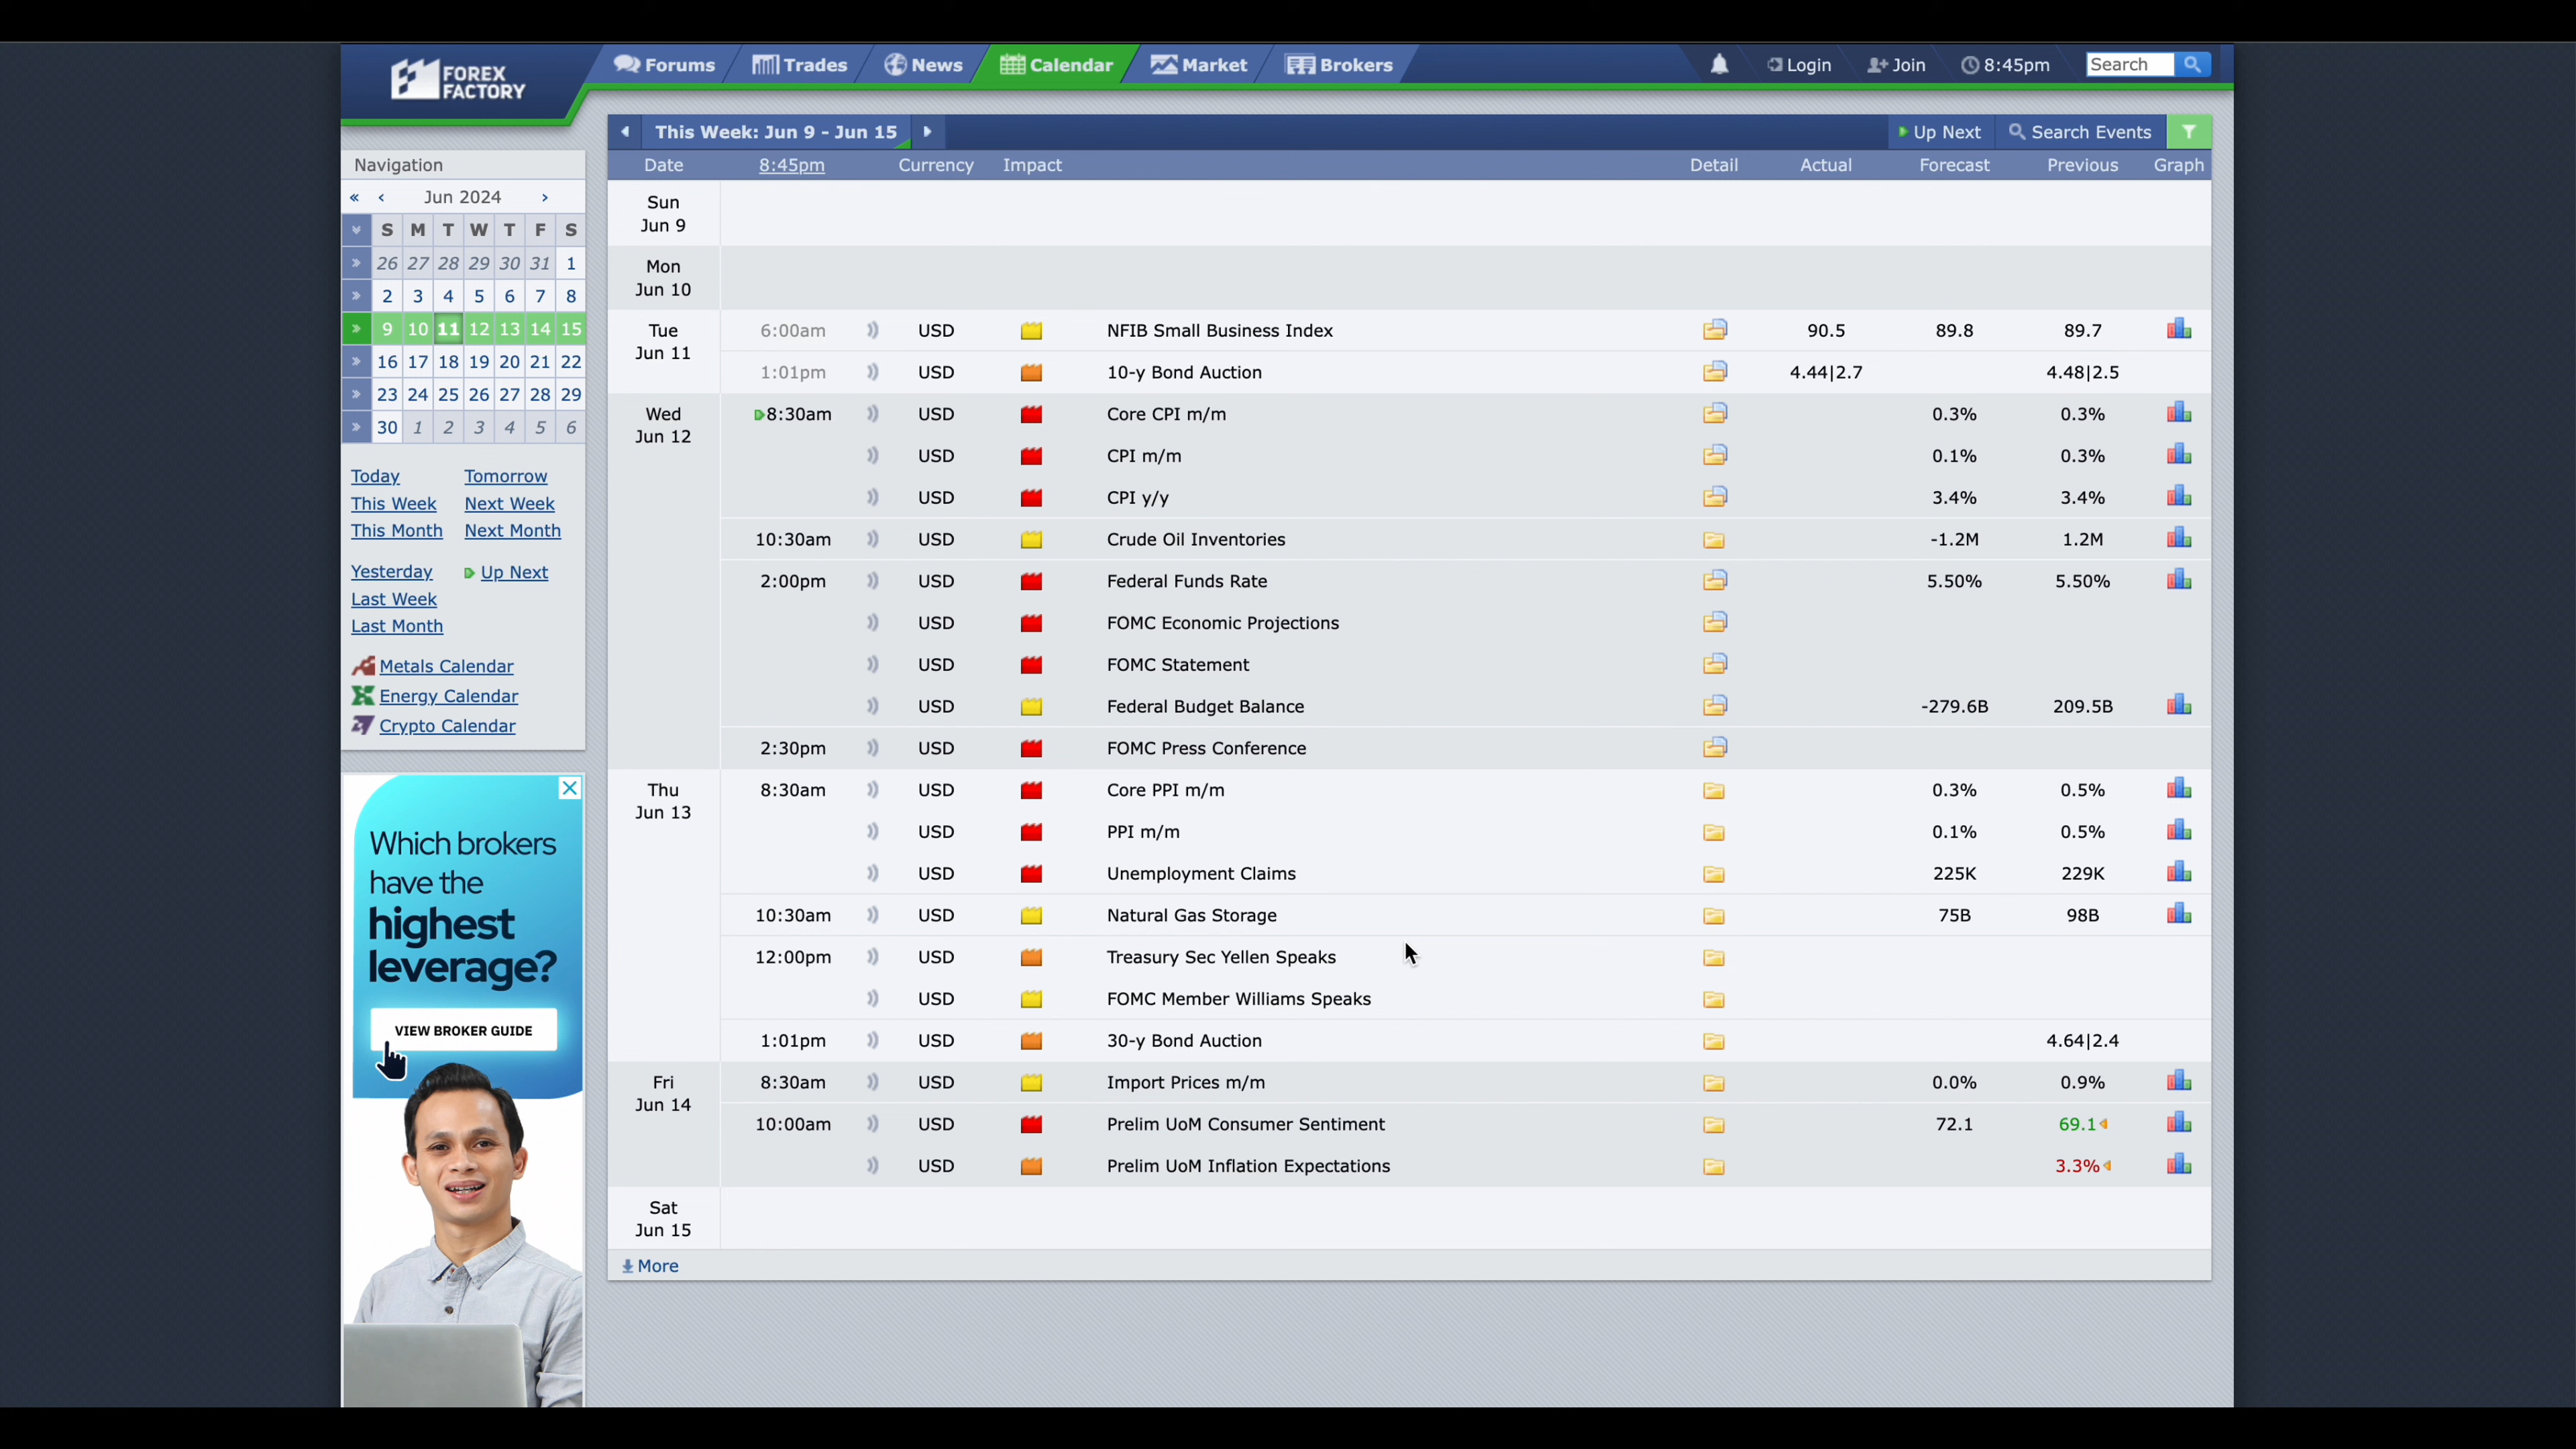 FOREX
FACTORY
Forums Trades News Calendar Market Brokers
Login Join 8:45pm Search
Navigation
« ‹ Jun 2024 ›
S M T W T F S
26 27 28 29 30 31 1
2 3 4 5 6 7 8
9 10 11 12 13 14 15
16 17 18 19 20 21 22
23 24 25 26 27 28 29
30 1 2 3 4 5 6
Today Tomorrow
This Week Next Week
This Month Next Month
Yesterday Up Next
Last Week
Last Month
Metals Calendar
Energy Calendar
Crypto Calendar
Which brokers
have the
highest
leverage?
VIEW BROKER GUIDE
This Week: Jun 9 - Jun 15 Up Next Search Events
Date 8:45pm Currency Impact Detail Actual Forecast Previous Graph
Sun
Jun 9
Mon
Jun 10
Tue
Jun 11
6:00am USD NFIB Small Business Index 90.5 89.8 89.7
1:01pm USD 10-y Bond Auction 4.44|2.7 4.48|2.5
Wed
Jun 12
8:30am USD Core CPI m/m 0.3% 0.3%
USD CPI m/m 0.1% 0.3%
USD CPI y/y 3.4% 3.4%
10:30am USD Crude Oil Inventories -1.2M 1.2M
2:00pm USD Federal Funds Rate 5.50% 5.50%
USD FOMC Economic Projections
USD FOMC Statement
USD Federal Budget Balance -279.6B 209.5B
2:30pm USD FOMC Press Conference
Thu
Jun 13
8:30am USD Core PPI m/m 0.3% 0.5%
USD PPI m/m 0.1% 0.5%
USD Unemployment Claims 225K 229K
10:30am USD Natural Gas Storage 75B 98B
12:00pm USD Treasury Sec Yellen Speaks
USD FOMC Member Williams Speaks
1:01pm USD 30-y Bond Auction 4.64|2.4
Fri
Jun 14
8:30am USD Import Prices m/m 0.0% 0.9%
10:00am USD Prelim UoM Consumer Sentiment 72.1 69.1
USD Prelim UoM Inflation Expectations 3.3%
Sat
Jun 15
More